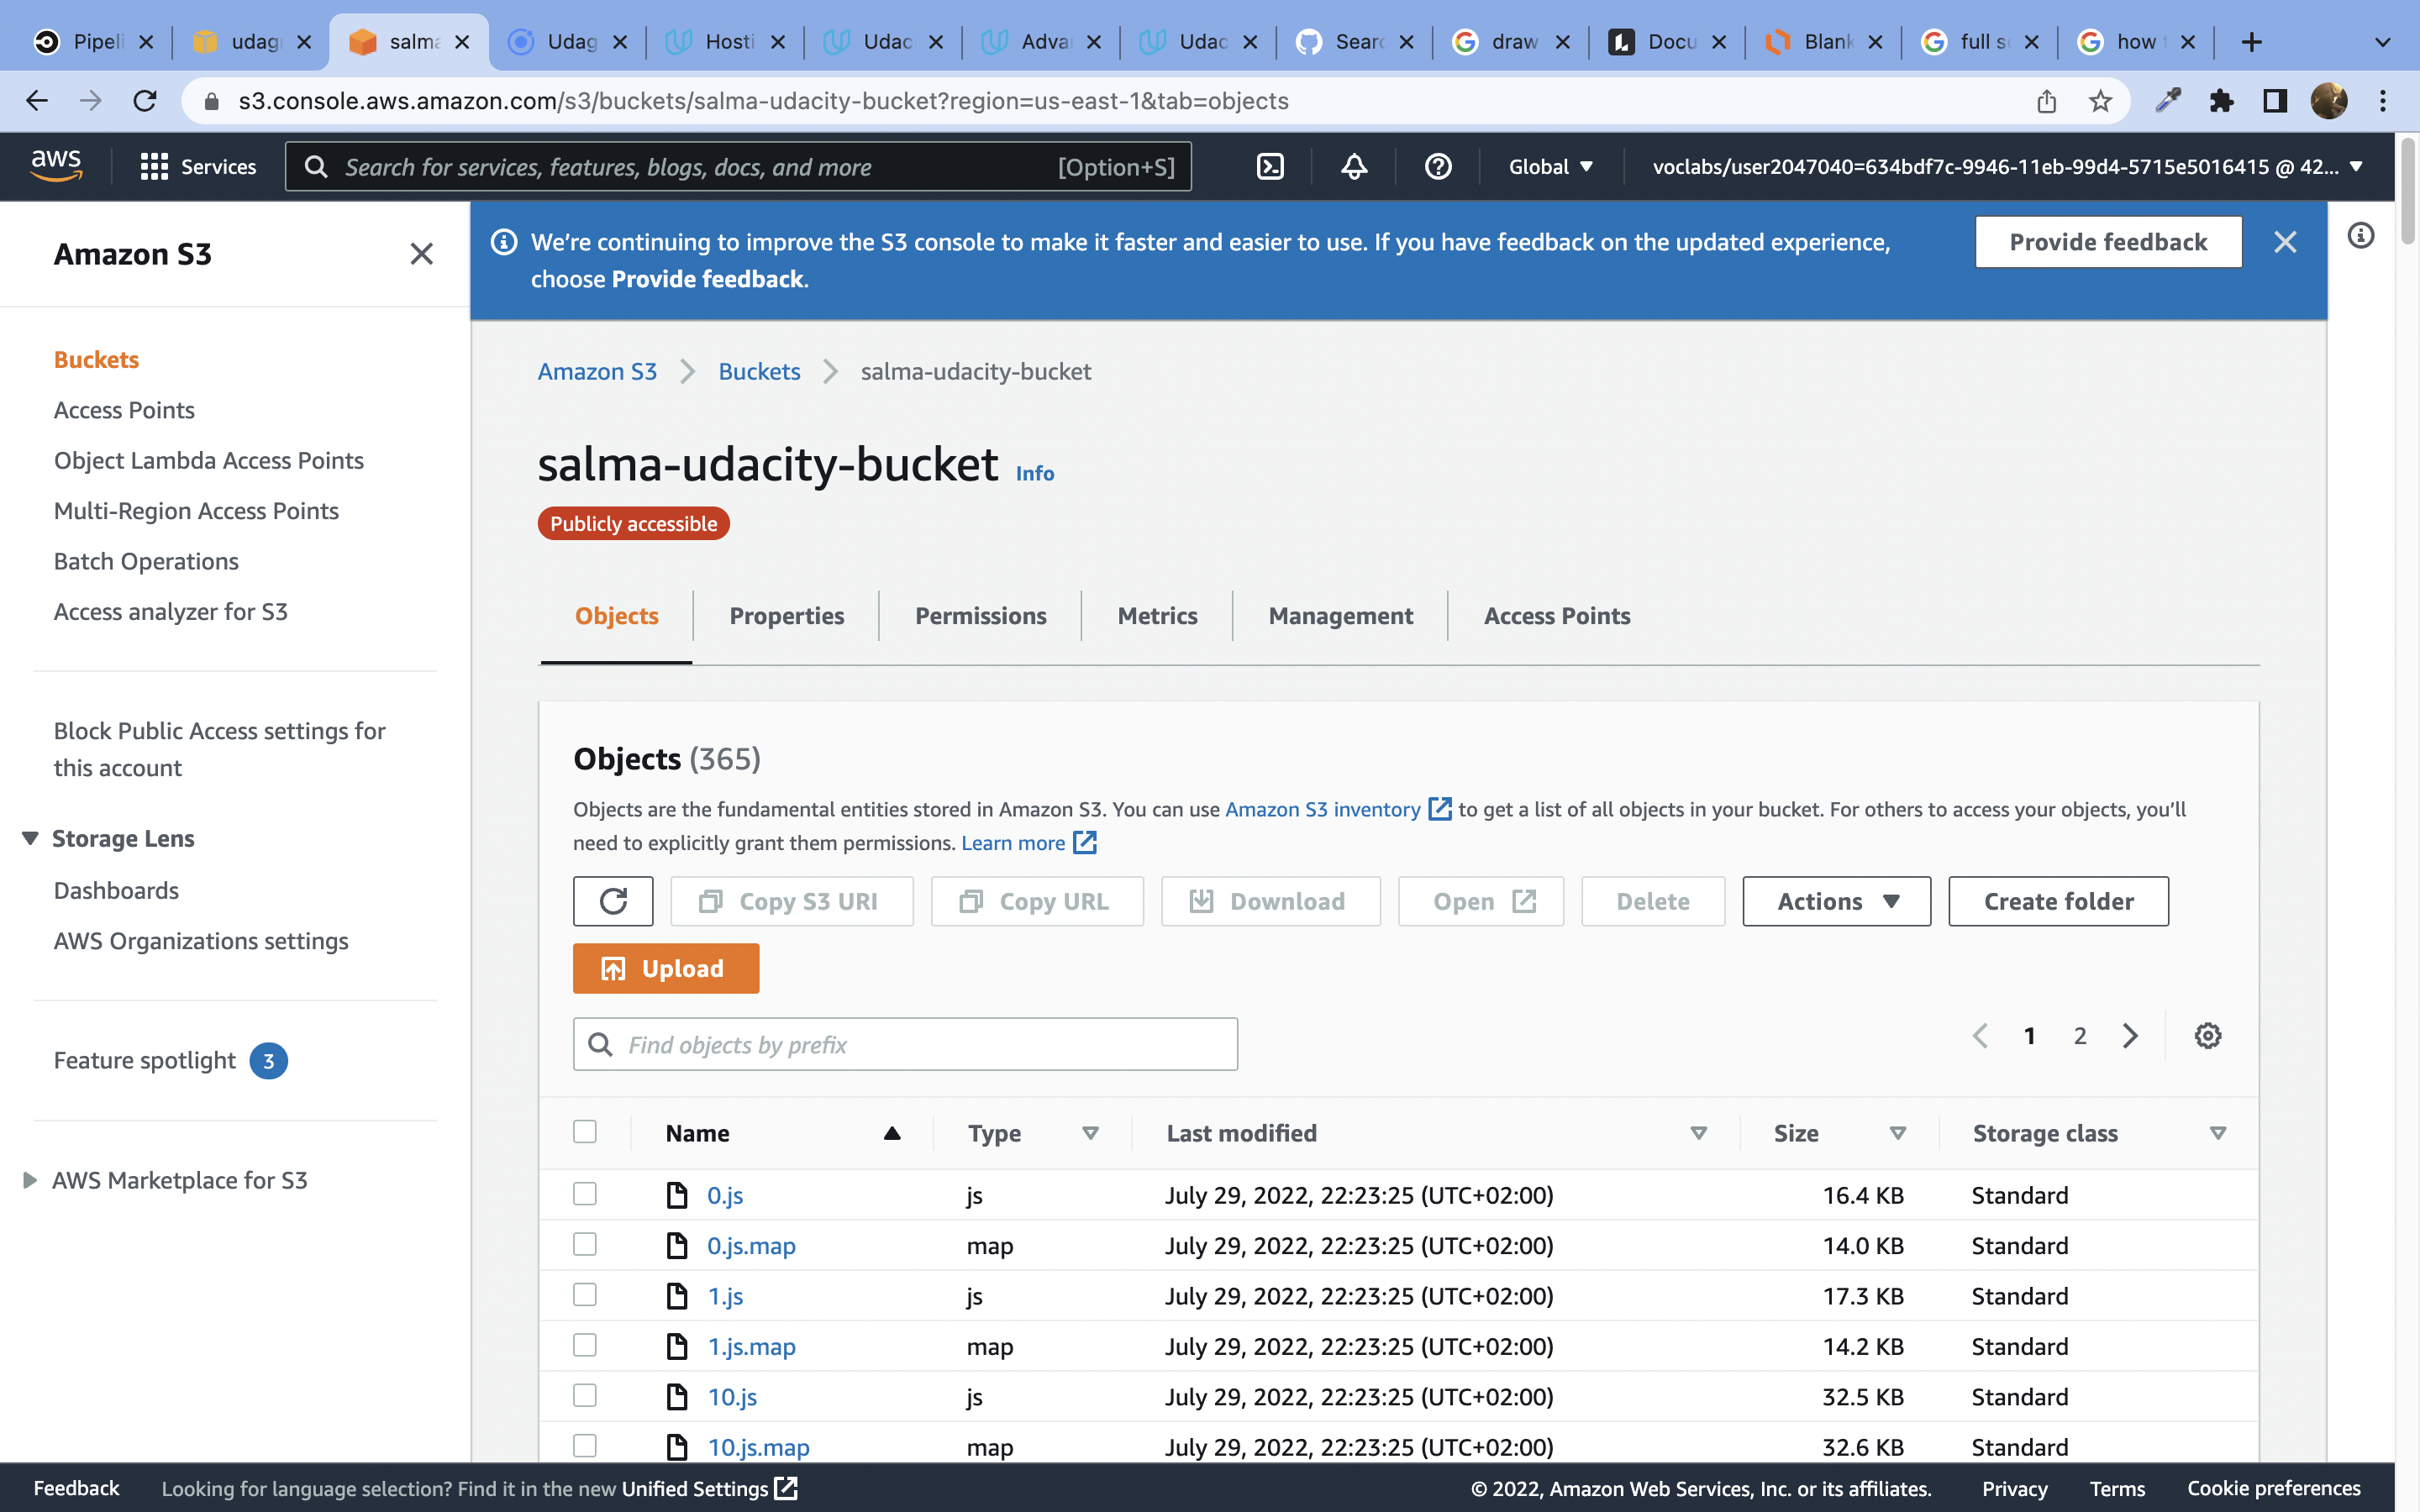 Pipeli
udag
salma
Udag
Hosti
Udac
Adva
Udac
Searc
draw
Docu
Blank
full s
how
s3.console.aws.amazon.com/s3/buckets/salma-udacity-bucket?region=us-east-1&tab=objects
aws
Services
Search for services, features, blogs, docs, and more
[Option+S]
Global
voclabs/user2047040=634bdf7c-9946-11eb-99d4-5715e5016415 @ 42...
Amazon S3
We're continuing to improve the S3 console to make it faster and easier to use. If you have feedback on the updated experience,
choose Provide feedback.
Provide feedback
Buckets
Access Points
Object Lambda Access Points
Multi-Region Access Points
Batch Operations
Access analyzer for S3
Block Public Access settings for
this account
Storage Lens
Dashboards
AWS Organizations settings
Feature spotlight 3
AWS Marketplace for S3
Amazon S3
Buckets
salma-udacity-bucket
salma-udacity-bucket Info
Publicly accessible
Objects
Properties
Permissions
Metrics
Management
Access Points
Objects (365)
Objects are the fundamental entities stored in Amazon S3. You can use Amazon S3 inventory to get a list of all objects in your bucket. For others to access your objects, you'll
need to explicitly grant them permissions. Learn more
Copy S3 URI
Copy URL
Download
Open
Delete
Actions
Create folder
Upload
Find objects by prefix
1 2
Name Type Last modified Size Storage class
0.js js July 29, 2022, 22:23:25 (UTC+02:00) 16.4 KB Standard
0.js.map map July 29, 2022, 22:23:25 (UTC+02:00) 14.0 KB Standard
1.js js July 29, 2022, 22:23:25 (UTC+02:00) 17.3 KB Standard
1.js.map map July 29, 2022, 22:23:25 (UTC+02:00) 14.2 KB Standard
10.js js July 29, 2022, 22:23:25 (UTC+02:00) 32.5 KB Standard
10.js.map map July 29, 2022, 22:23:25 (UTC+02:00) 32.6 KB Standard
Feedback
Looking for language selection? Find it in the new Unified Settings
© 2022, Amazon Web Services, Inc. or its affiliates.
Privacy
Terms
Cookie preferences